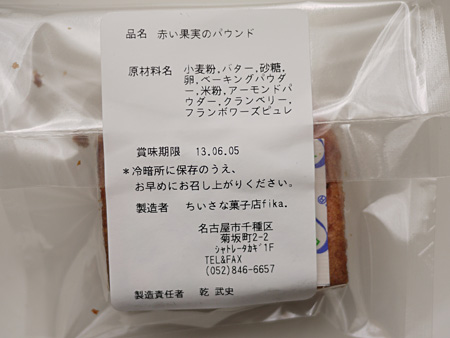 品名 赤い果実のパウンド
原材料名 小麦粉,バター,砂糖,
卵,ベーキングパウダ
ー,米粉,アーモンドパ
ウダー,クランベリー,
フランボワーズピュレ
賞味期限 13.06.05
*冷暗所に保存のうえ、
お早めにお召し上がりください。
製造者 ちいさな菓子店fika.
名古屋市千種区
菊坂町2-2
シャトレータカギ1F
TEL&FAX
(052)846-6657
製造責任者 乾 武史